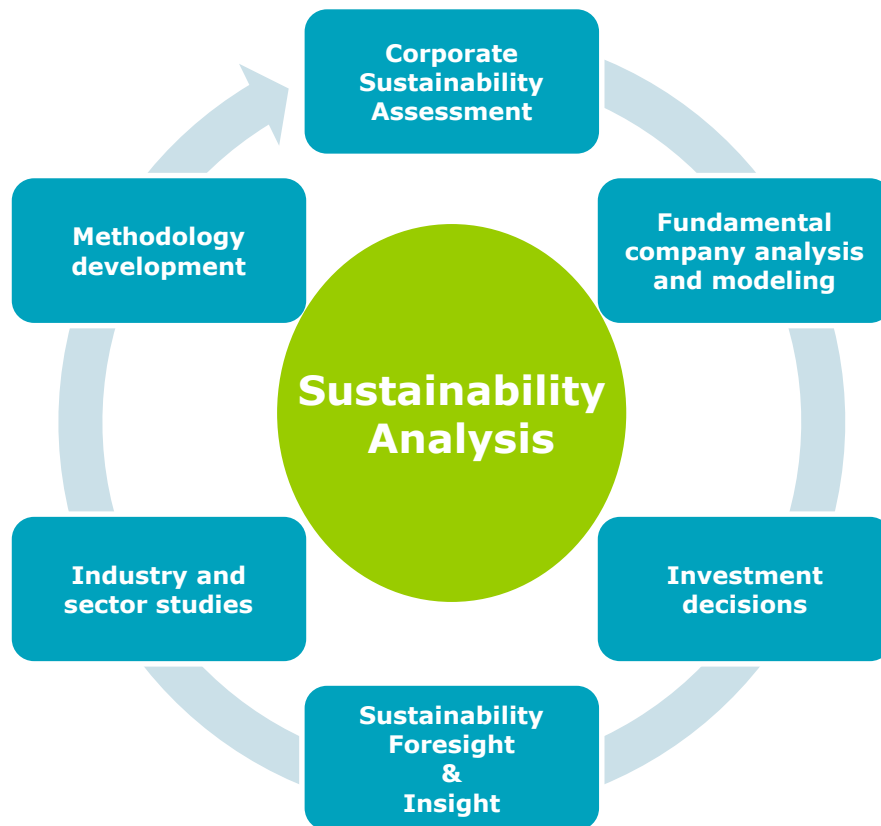 Corporate
Sustainability
Assessment
Fundamental
company analysis
and modeling
Investment
decisions
Sustainability
Foresight
&
Insight
Industry and
sector studies
Methodology
development
Sustainability
Analysis